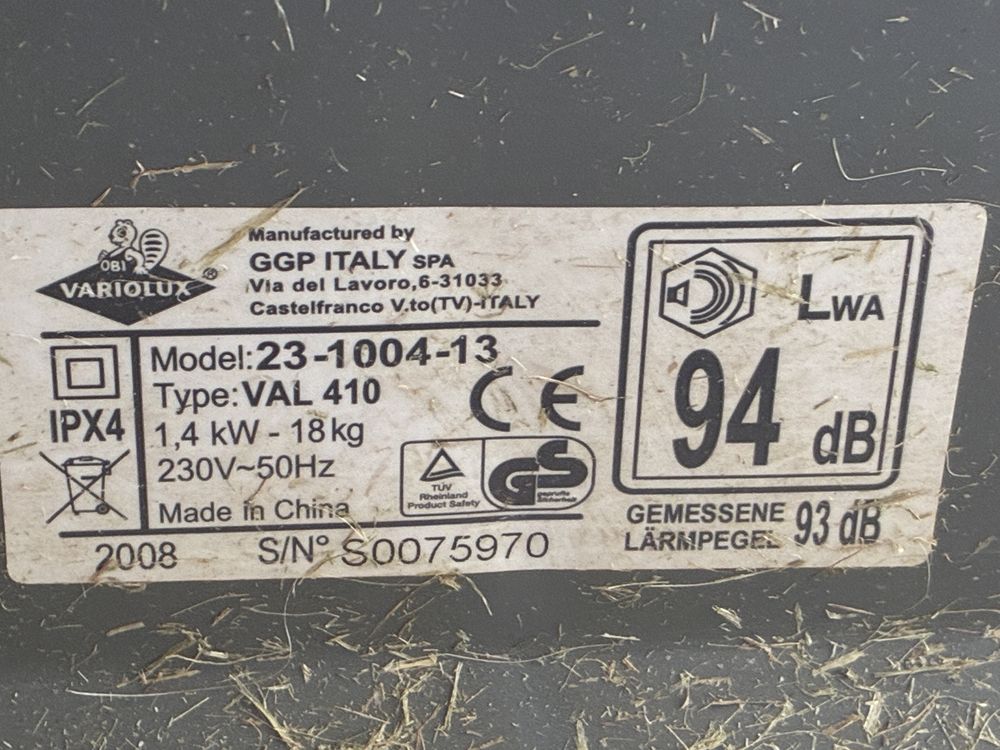 OBI
VARIOLUX®
Manufactured by
GGP ITALY SPA
Via del Lavoro,6-31033
Castelfranco V.to(TV)-ITALY
IPX4
Model:23-1004-13
Type:VAL 410
1,4 kW - 18kg
230V~50Hz
Made in China
CE
TÜV
Rheinland
Product Safety
GS
geprüfte
Sicherheit
2008 S/N° S0075970
LWA
94 dB
GEMESSENE
LÄRMPEGEL 93 dB